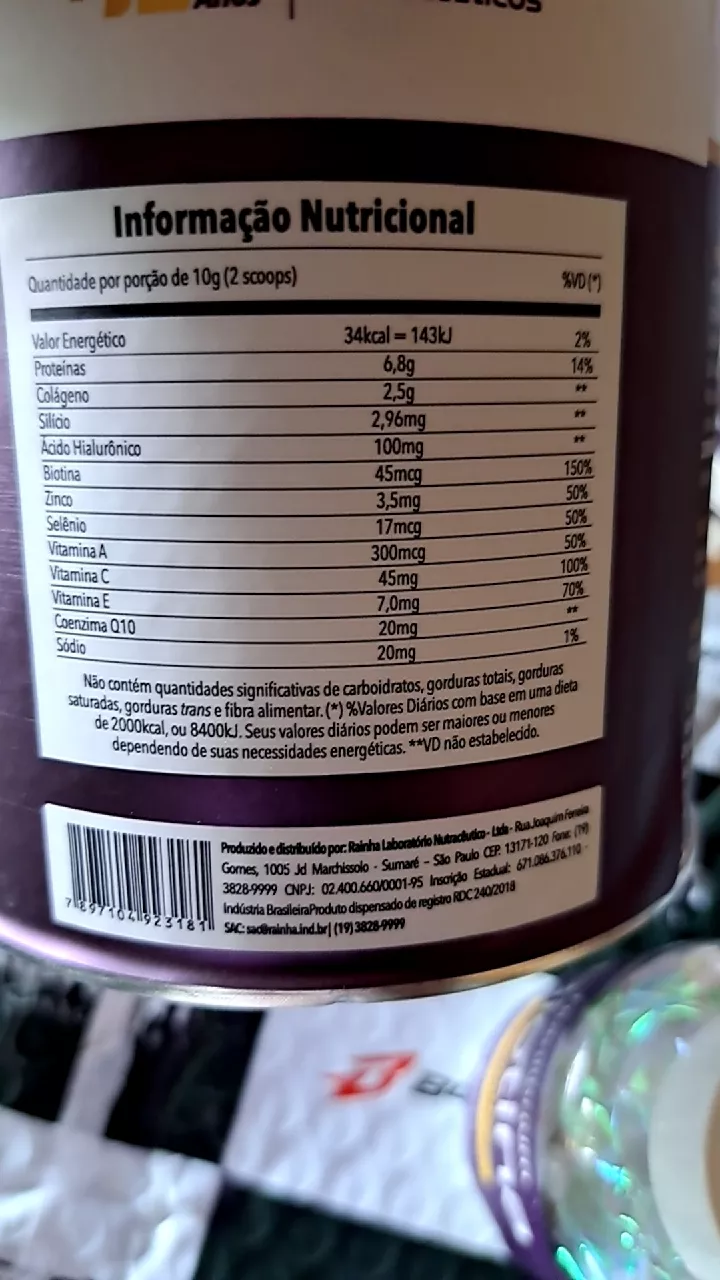 Informação Nutricional
Quantidade por porção de 10g (2 scoops) %VD (*)
Valor Energético 34kcal = 143kJ 2%
Proteínas 6,8g 14%
Colágeno 2,5g **
Silício 2,96mg **
Ácido Hialurônico 100mg **
Biotina 45mcg 150%
Zinco 3,5mg 50%
Selênio 17mcg 50%
Vitamina A 300mcg 50%
Vitamina C 45mg 100%
Vitamina E 7,0mg 70%
Coenzima Q10 20mg **
Sódio 20mg 1%
Não contém quantidades significativas de carboidratos, gorduras totais, gorduras
saturadas, gorduras trans e fibra alimentar. (*) %Valores Diários com base em uma dieta
de 2000kcal, ou 8400kJ. Seus valores diários podem ser maiores ou menores
dependendo de suas necessidades energéticas. **VD não estabelecido.
Produzido e distribuído por: Rainha Laboratório Nutracêutico - Ltda - Rua Joaquim Ferreira
Gomes, 1005 Jd Marchissolo - Sumaré – São Paulo CEP. 13171-120 Fone: (19)
3828-9999 CNPJ: 02.400.660/0001-95 Inscrição Estadual: 671.086.376.110 -
Indústria BrasileiraProduto dispensado de registro RDC 240/2018
SAC: sac@rainha.ind.br| (19) 3828-9999
7 897104 923181